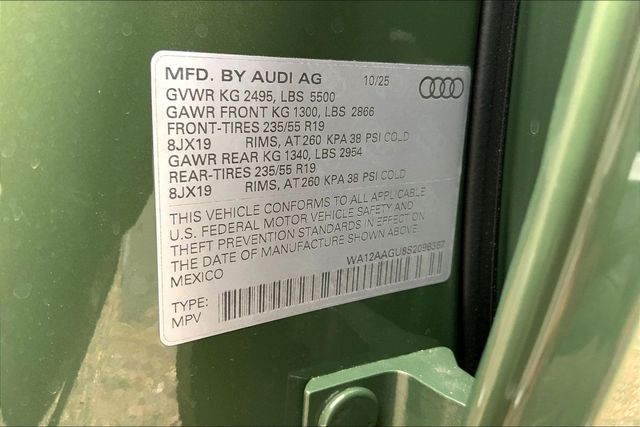 MFD. BY AUDI AG 10/25
GVWR KG 2495, LBS 5500
GAWR FRONT KG 1300, LBS 2866
FRONT-TIRES 235/55 R19
8JX19 RIMS, AT 260 KPA 38 PSI COLD
GAWR REAR KG 1340, LBS 2954
REAR-TIRES 235/55 R19
8JX19 RIMS, AT 260 KPA 38 PSI COLD
THIS VEHICLE CONFORMS TO ALL APPLICABLE
U.S. FEDERAL MOTOR VEHICLE SAFETY AND
THEFT PREVENTION STANDARDS IN EFFECT ON
THE DATE OF MANUFACTURE SHOWN ABOVE.
MEXICO WA12AAGU8S2096357
TYPE:
MPV